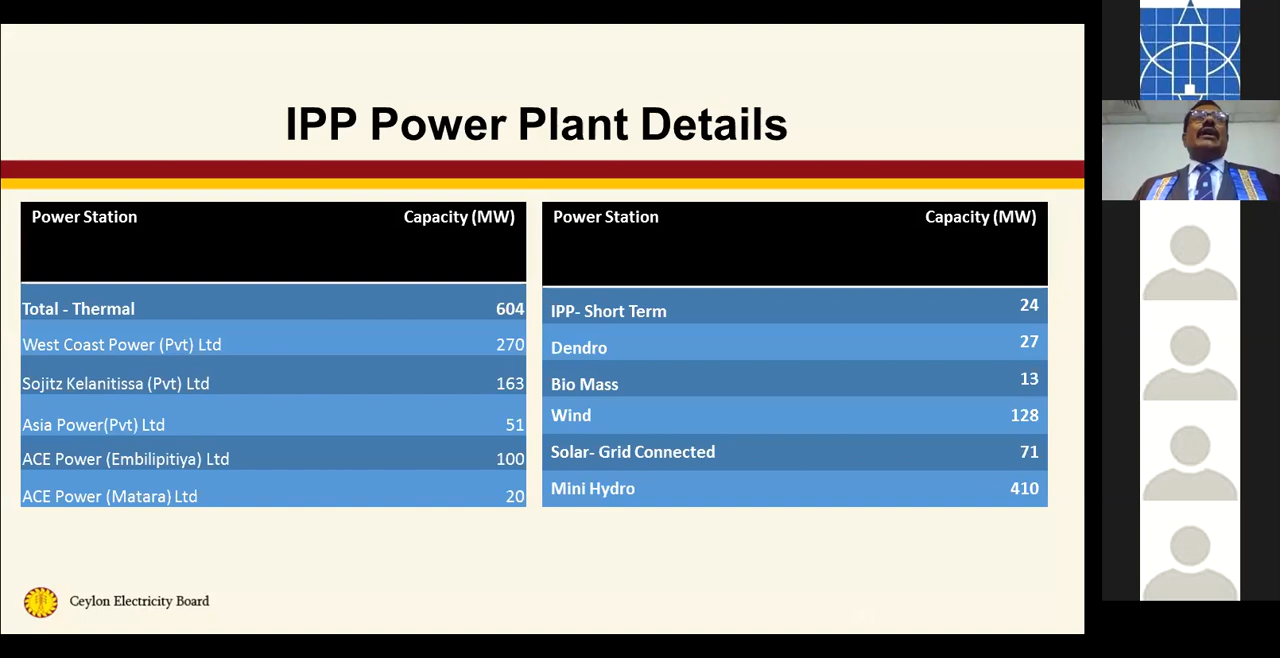 IPP Power Plant Details
Power Station Capacity (MW)
Total - Thermal 604
West Coast Power (Pvt) Ltd 270
Sojitz Kelanitissa (Pvt) Ltd 163
Asia Power(Pvt) Ltd 51
ACE Power (Embilipitiya) Ltd 100
ACE Power (Matara) Ltd 20
Power Station Capacity (MW)
IPP- Short Term 24
Dendro 27
Bio Mass 13
Wind 128
Solar- Grid Connected 71
Mini Hydro 410
Ceylon Electricity Board